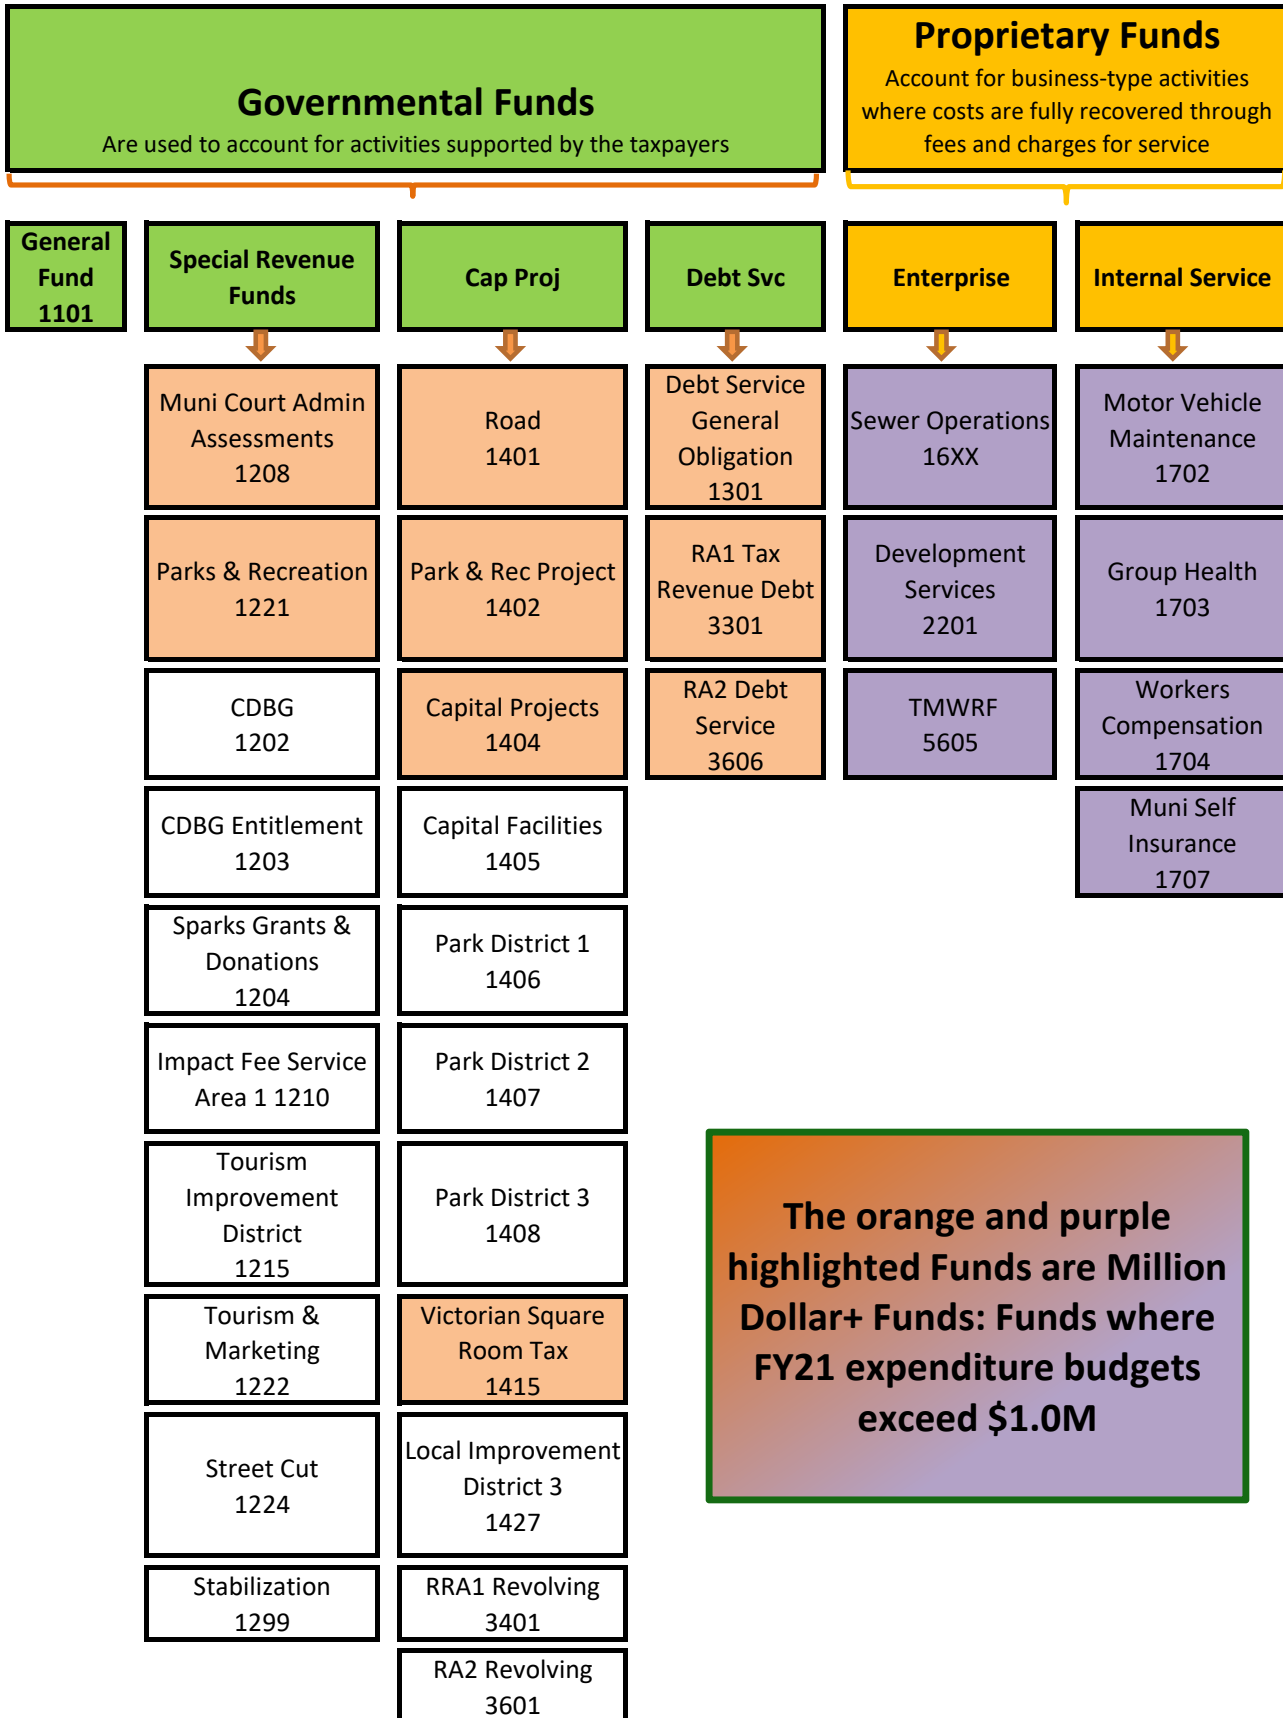 Governmental Funds
Are used to account for activities supported by the taxpayers
Proprietary Funds
Account for business-type activities
where costs are fully recovered through
fees and charges for service
General
Fund
1101
Special Revenue
Funds
Cap Proj
Debt Svc
Enterprise
Internal Service
Muni Court Admin
Assessments
1208
Parks & Recreation
1221
CDBG
1202
CDBG Entitlement
1203
Sparks Grants &
Donations
1204
Impact Fee Service
Area 1 1210
Tourism
Improvement
District
1215
Tourism &
Marketing
1222
Street Cut
1224
Stabilization
1299
Road
1401
Park & Rec Project
1402
Capital Projects
1404
Capital Facilities
1405
Park District 1
1406
Park District 2
1407
Park District 3
1408
Victorian Square
Room Tax
1415
Local Improvement
District 3
1427
RRA1 Revolving
3401
RA2 Revolving
3601
Debt Service
General
Obligation
1301
RA1 Tax
Revenue Debt
3301
RA2 Debt
Service
3606
Sewer Operations
16XX
Development
Services
2201
TMWRF
5605
Motor Vehicle
Maintenance
1702
Group Health
1703
Workers
Compensation
1704
Muni Self
Insurance
1707
The orange and purple
highlighted Funds are Million
Dollar+ Funds: Funds where
FY21 expenditure budgets
exceed $1.0M